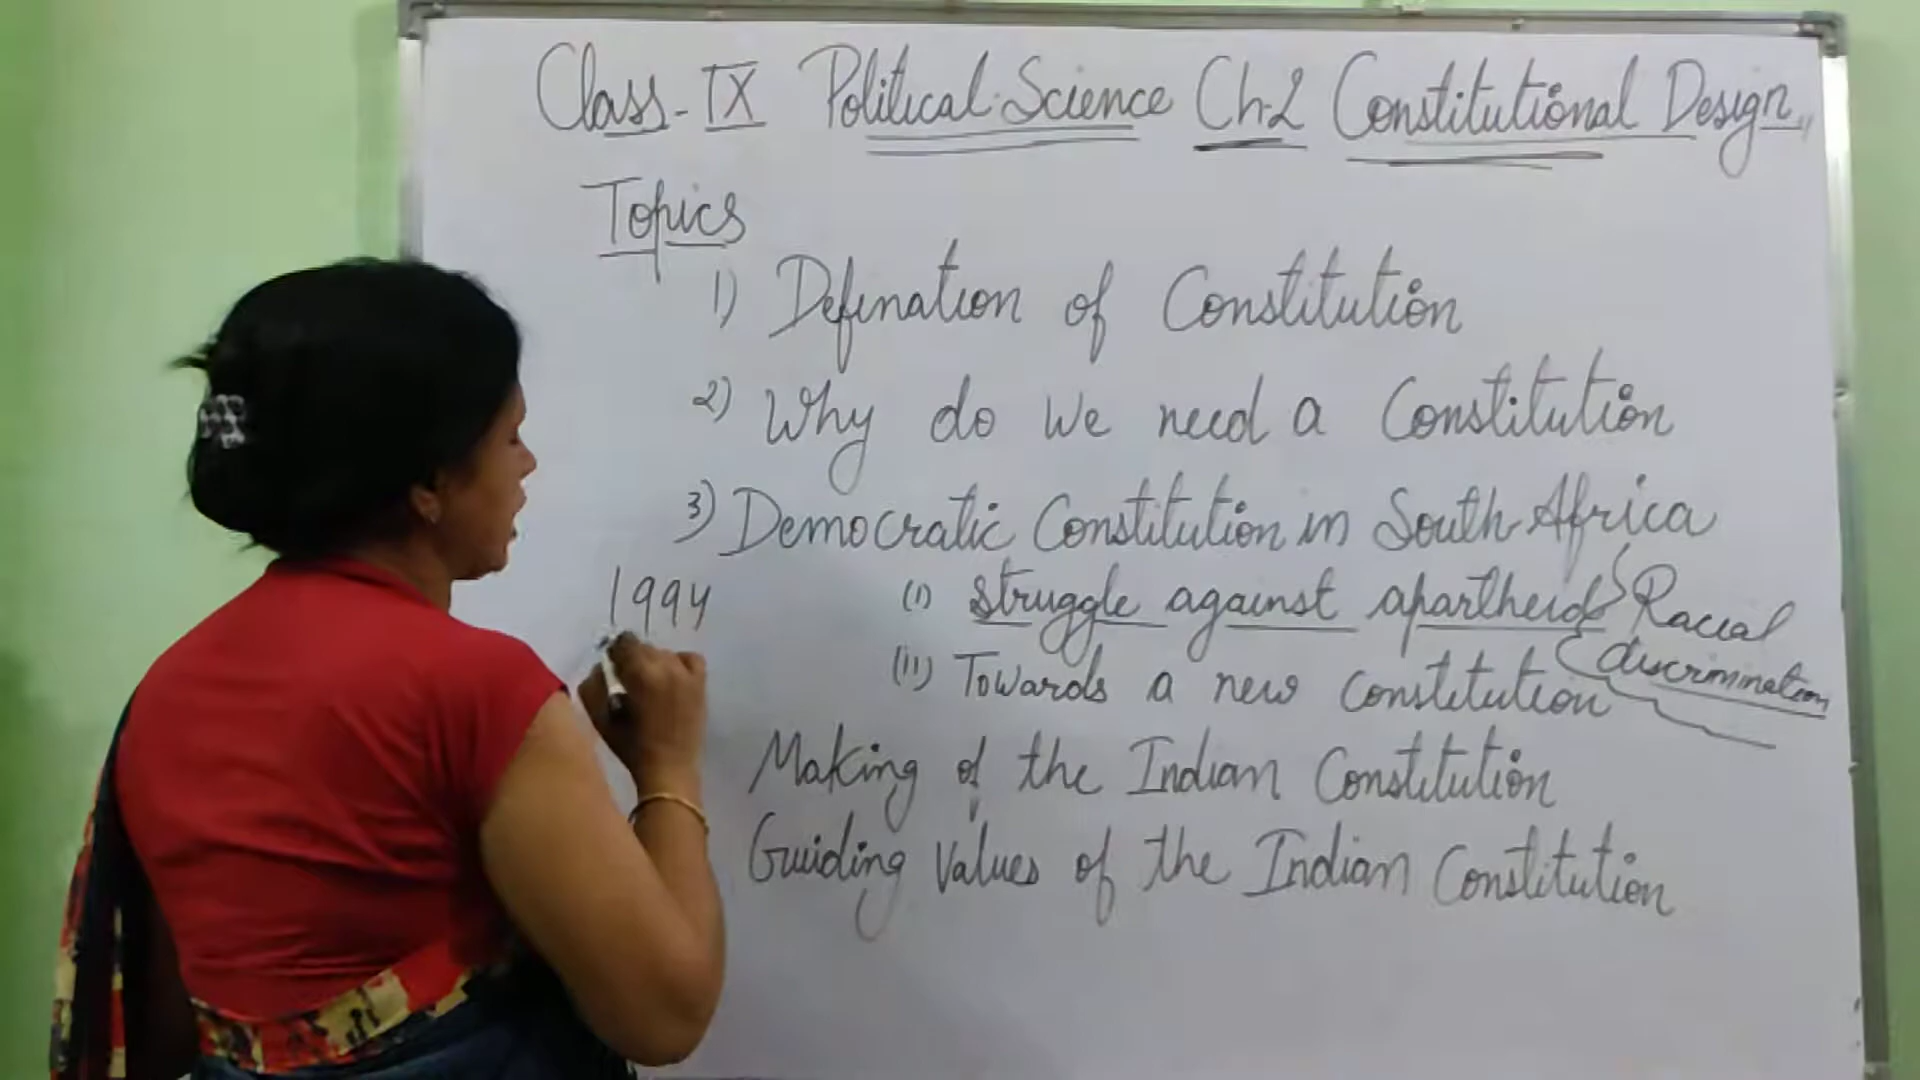 Class-IX Political Science Ch-2 Constitutional Design
Topics
1) Defination of Constitution
2) Why do we need a Constitution
3) Democratic Constitution in South Africa
1994 (i) struggle against apartheid Racial discrimination
(ii) Towards a new constitution
Making of the Indian Constitution
Guiding values of the Indian Constitution